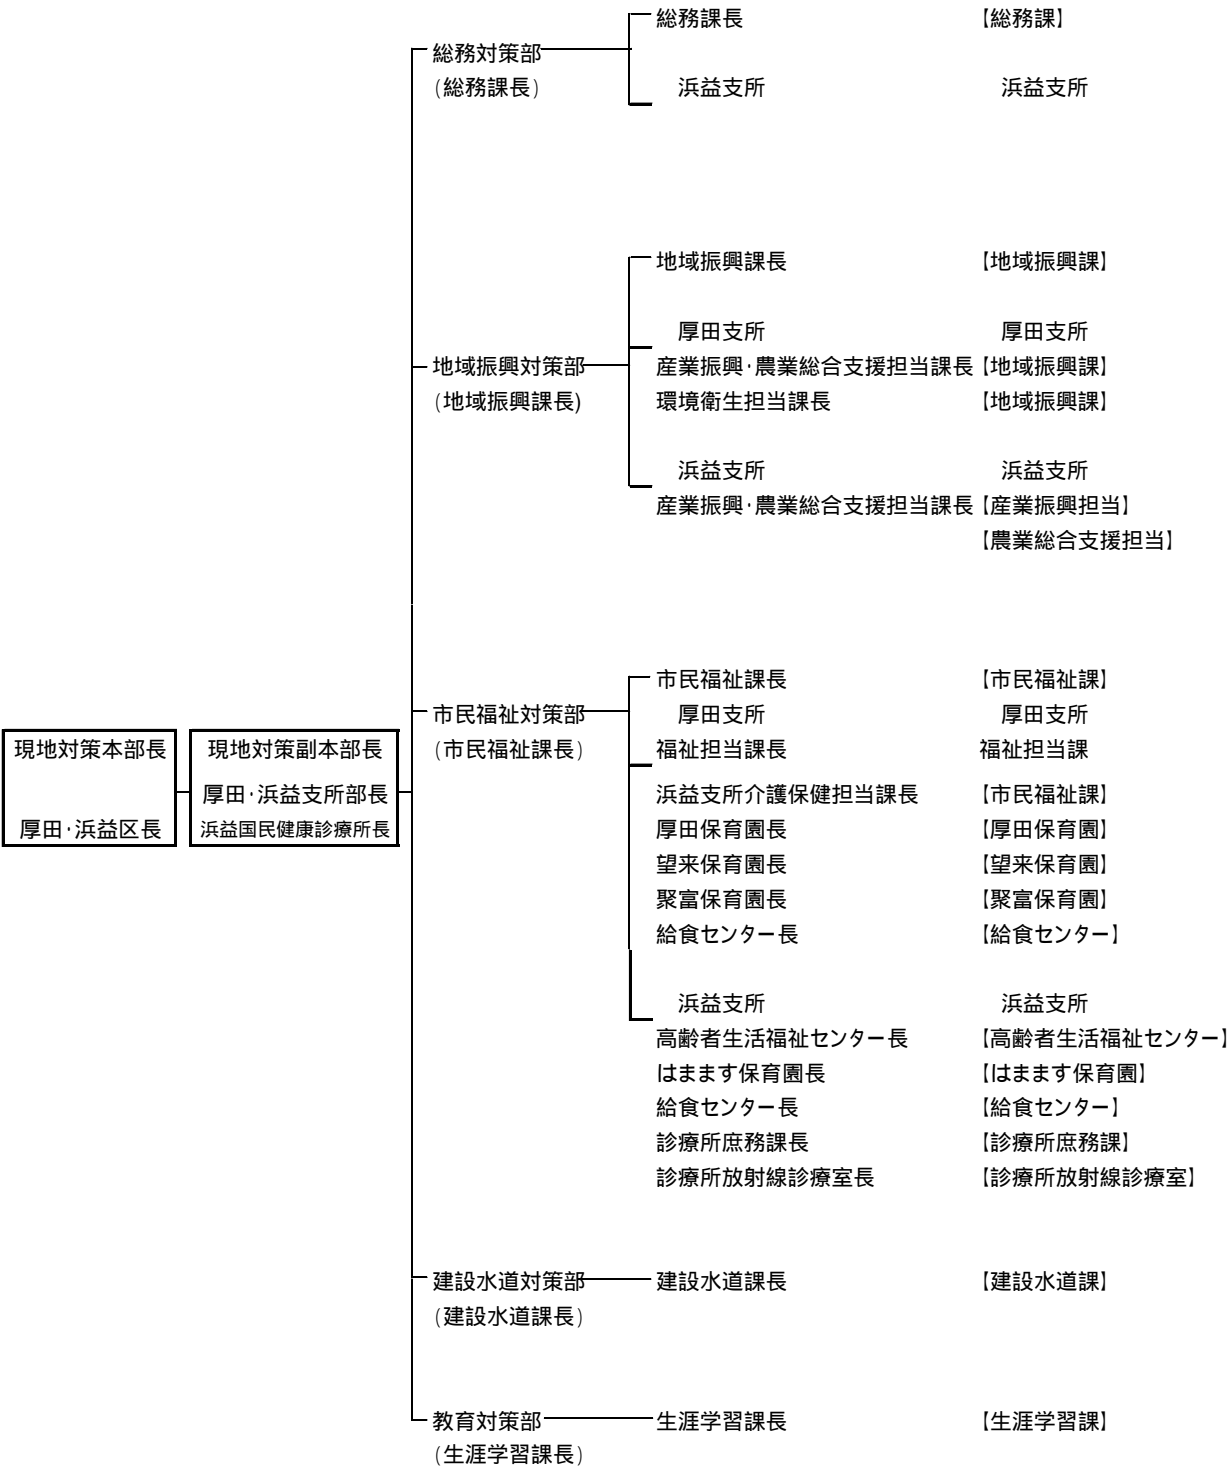 総務課長 【総務課】
総務対策部
(総務課長) 浜益支所 浜益支所
地域振興課長 【地域振興課】
厚田支所 厚田支所
地域振興対策部 産業振興・農業総合支援担当課長 【地域振興課】
(地域振興課長) 環境衛生担当課長 【地域振興課】
浜益支所 浜益支所
産業振興・農業総合支援担当課長 【産業振興担当】
【農業総合支援担当】
市民福祉課長 【市民福祉課】
市民福祉対策部 厚田支所 厚田支所
現地対策本部長 現地対策副本部長 (市民福祉課長) 福祉担当課長 福祉担当課
厚田・浜益支所部長 浜益支所介護保健担当課長 【市民福祉課】
厚田・浜益区長 浜益国民健康診療所長 厚田保育園長 【厚田保育園】
望来保育園長 【望来保育園】
聚富保育園長 【聚富保育園】
給食センター長 【給食センター】
浜益支所 浜益支所
高齢者生活福祉センター長 【高齢者生活福祉センター】
はまます保育園長 【はまます保育園】
給食センター長 【給食センター】
診療所庶務課長 【診療所庶務課】
診療所放射線診療室長 【診療所放射線診療室】
建設水道対策部 建設水道課長 【建設水道課】
(建設水道課長)
教育対策部 生涯学習課長 【生涯学習課】
(生涯学習課長)